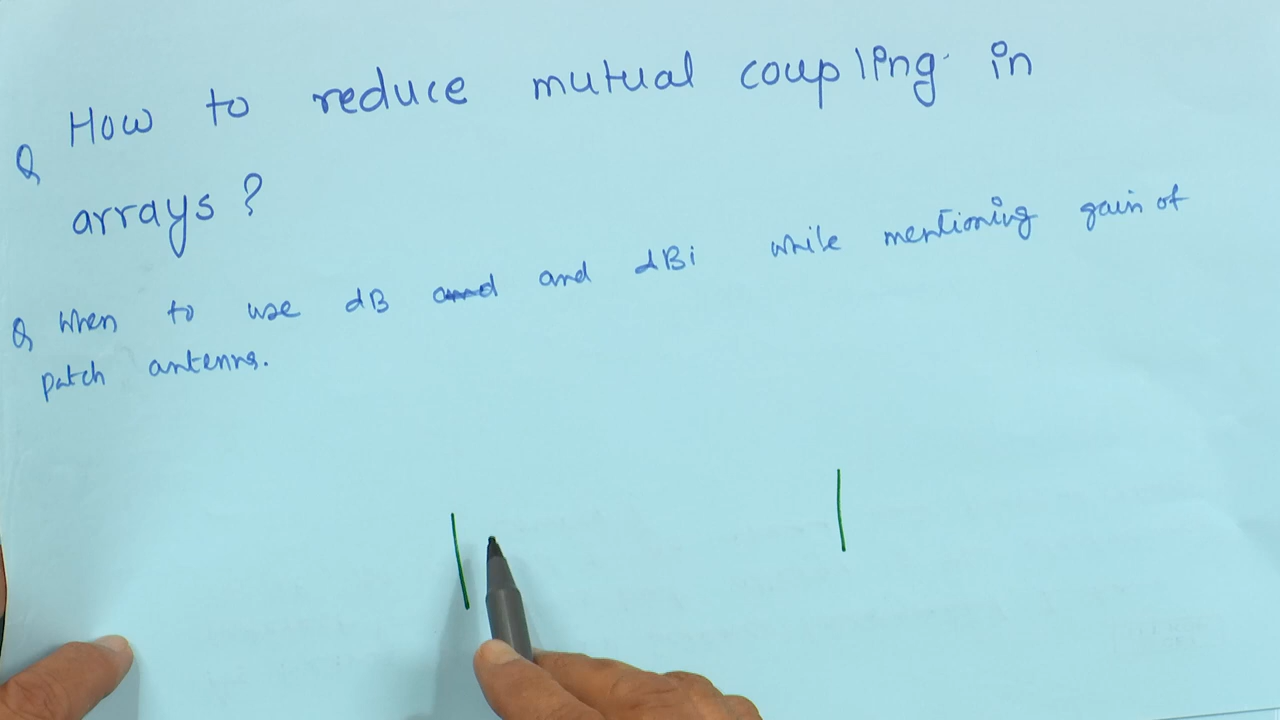 Q How to reduce mutual coupling in
arrays?
Q When to use dB and and dBi while mentioning gain of
patch antenna.